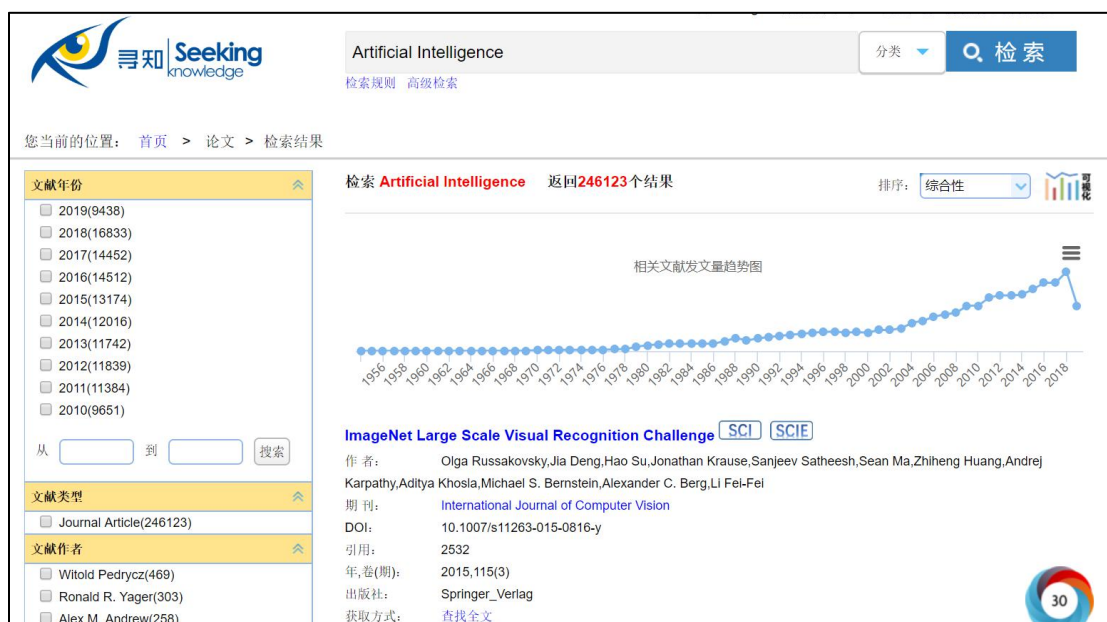 寻知 Seeking knowledge
Artificial Intelligence 分类 检索
检索规则 高级检索
您当前的位置： 首页 > 论文 > 检索结果
文献年份
2019(9438)
2018(16833)
2017(14452)
2016(14512)
2015(13174)
2014(12016)
2013(11742)
2012(11839)
2011(11384)
2010(9651)
从 到 搜索
文献类型
Journal Article(246123)
文献作者
Witold Pedrycz(469)
Ronald R. Yager(303)
Alex M. Andrew(258)
检索 Artificial Intelligence 返回246123个结果
排序： 综合性 可视化
相关文献发文量趋势图
1956 1958 1960 1962 1964 1966 1968 1970 1972 1974 1976 1978 1980 1982 1984 1986 1988 1990 1992 1994 1996 1998 2000 2002 2004 2006 2008 2010 2012 2014 2016 2018
ImageNet Large Scale Visual Recognition Challenge SCI SCIE
作 者： Olga Russakovsky,Jia Deng,Hao Su,Jonathan Krause,Sanjeev Satheesh,Sean Ma,Zhiheng Huang,Andrej
Karpathy,Aditya Khosla,Michael S. Bernstein,Alexander C. Berg,Li Fei-Fei
期 刊： International Journal of Computer Vision
DOI： 10.1007/s11263-015-0816-y
引用： 2532
年,卷(期)： 2015,115(3)
出版社： Springer_Verlag
获取方式： 查找全文
30